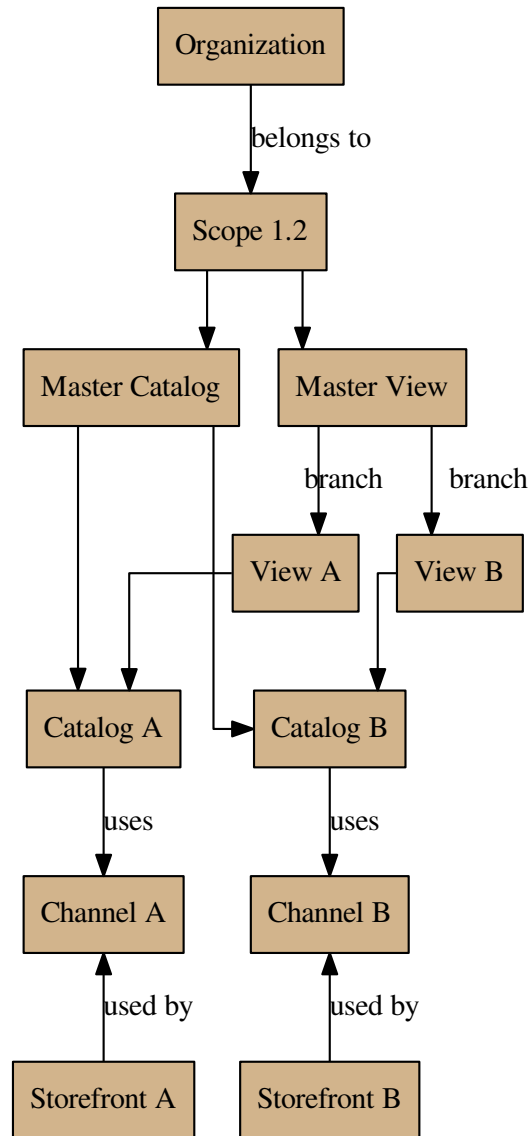 Organization
belongs to
Scope 1.2
Master Catalog
Master View
branch
branch
View A
View B
Catalog A
Catalog B
uses
uses
Channel A
Channel B
used by
used by
Storefront A
Storefront B